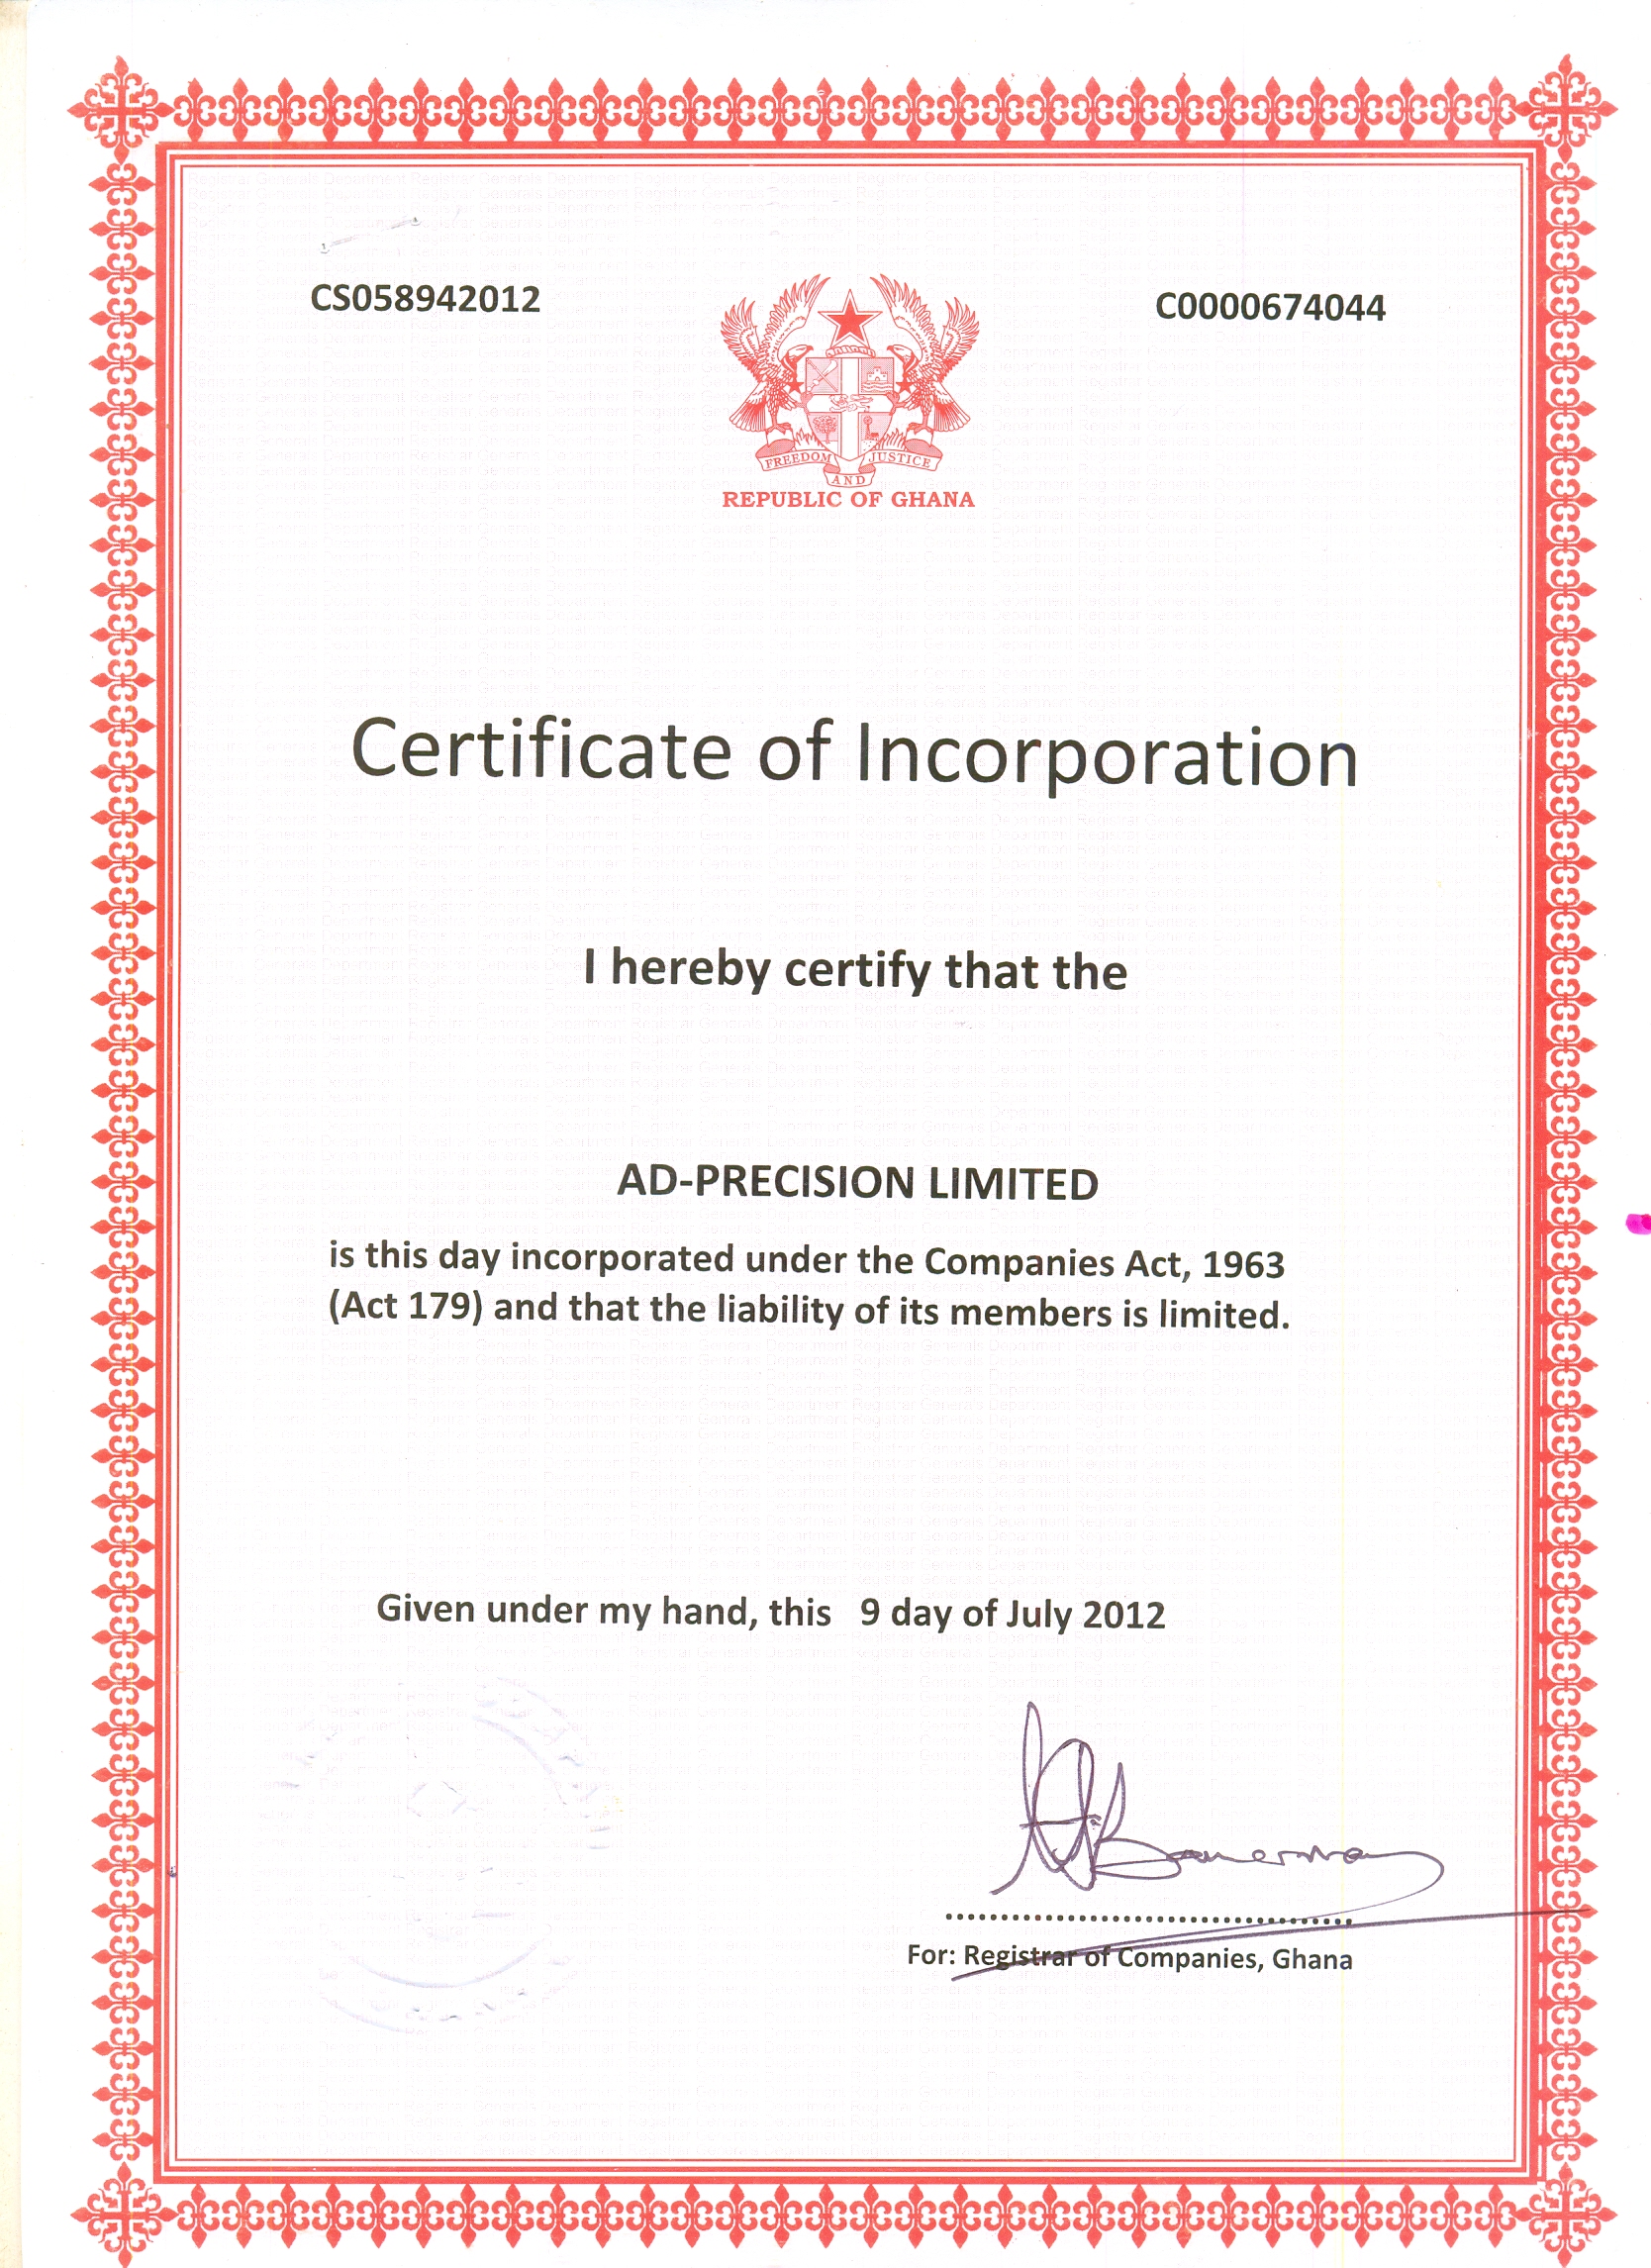 CS058942012
C0000674044
FREEDOM AND JUSTICE
REPUBLIC OF GHANA
Certificate of Incorporation
I hereby certify that the
AD-PRECISION LIMITED
is this day incorporated under the Companies Act, 1963
(Act 179) and that the liability of its members is limited.
Given under my hand, this 9 day of July 2012
For: Registrar of Companies, Ghana